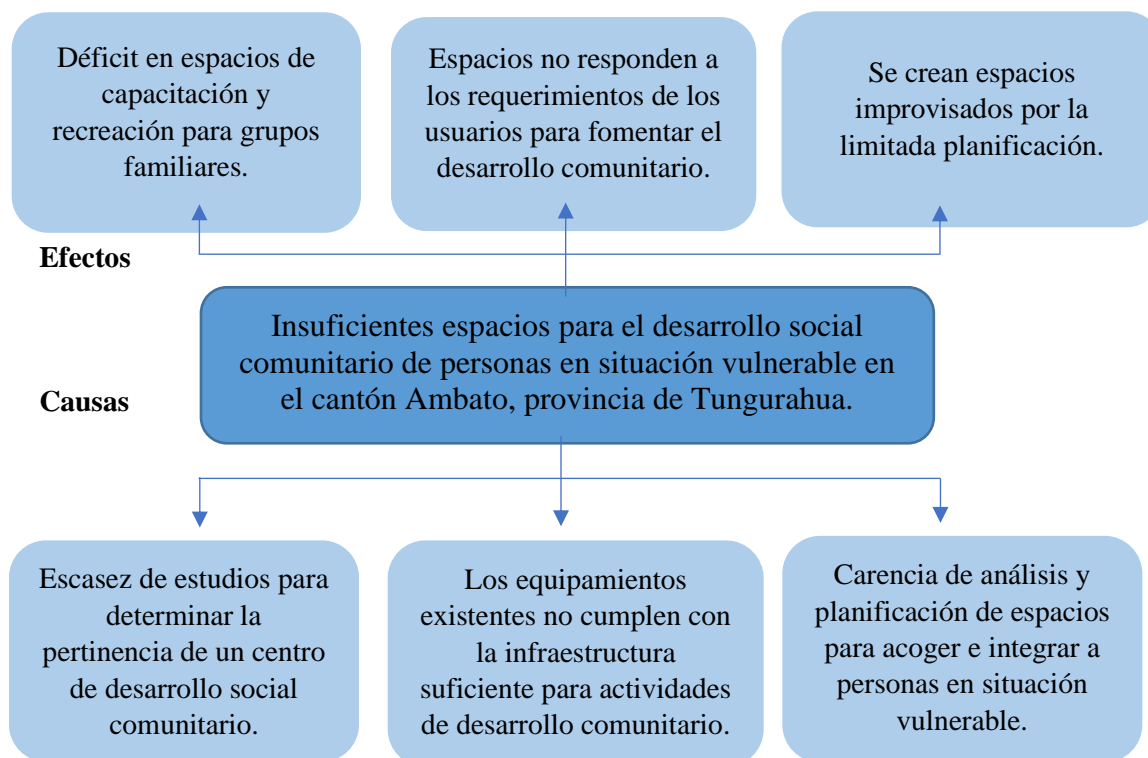 Déficit en espacios de
capacitación y
recreación para grupos
familiares.
Espacios no responden a
los requerimientos de los
usuarios para fomentar el
desarrollo comunitario.
Se crean espacios
improvisados por la
limitada planificación.
Efectos
Insuficientes espacios para el desarrollo social
comunitario de personas en situación vulnerable en
el cantón Ambato, provincia de Tungurahua.
Causas
Escasez de estudios para
determinar la
pertinencia de un centro
de desarrollo social
comunitario.
Los equipamientos
existentes no cumplen con
la infraestructura
suficiente para actividades
de desarrollo comunitario.
Carencia de análisis y
planificación de espacios
para acoger e integrar a
personas en situación
vulnerable.